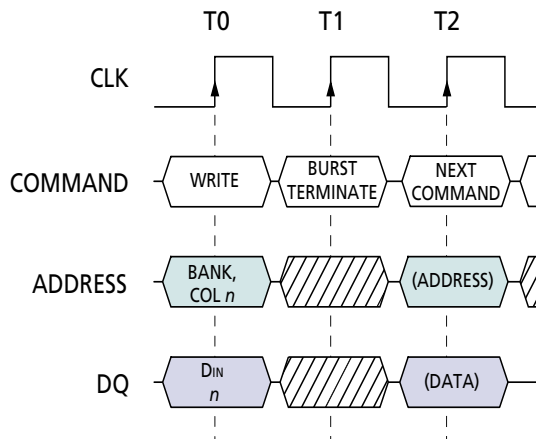 T0 T1 T2
CLK
COMMAND WRITE BURST TERMINATE NEXT COMMAND
ADDRESS BANK, COL n (ADDRESS)
DQ DIN n (DATA)